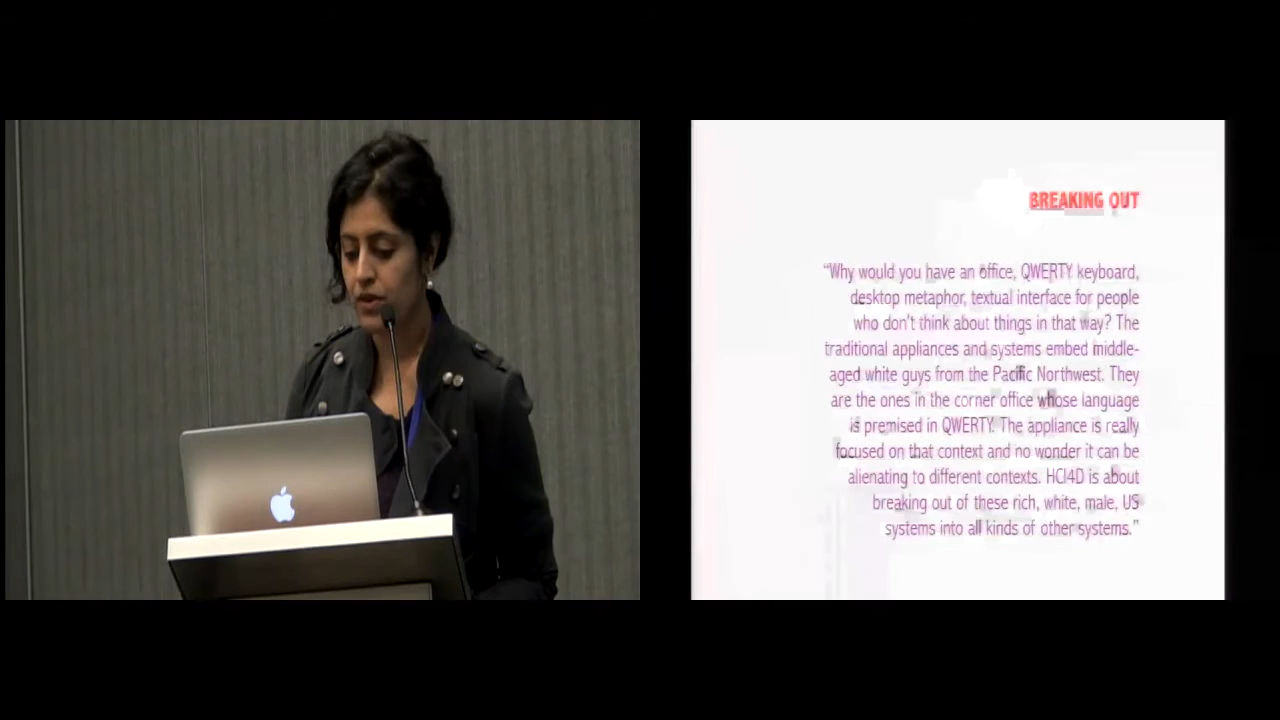 BREAKING OUT
“Why would you have an office, QWERTY keyboard,
desktop metaphor, textual interface for people
who don't think about things in that way? The
traditional appliances and systems embed middle-
aged white guys from the Pacific Northwest. They
are the ones in the corner office whose language
is premised in QWERTY. The appliance is really
focused on that context and no wonder it can be
alienating to different contexts. HCI4D is about
breaking out of these rich, white, male, US
systems into all kinds of other systems.”